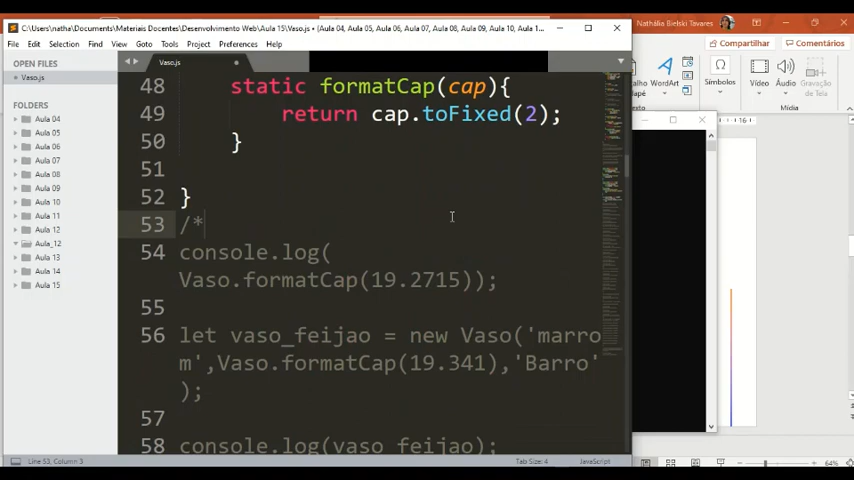 Nathália Bielski Tavares
C:\Users\natha\Documents\Materiais Docentes\Desenvolvimento Web\Aula 15\Vaso.js • (Aula 04, Aula 05, Aula 06, Aula 07, Aula 08, Aula 09, Aula 10, Aula 1...
File Edit Selection Find View Goto Tools Project Preferences Help
Compartilhar
Comentários
OPEN FILES
Vaso.js
FOLDERS
Aula 04
Aula 05
Aula 06
Aula 07
Aula 08
Aula 09
Aula 10
Aula 11
Aula_12
Aula 13
Aula 14
Aula 15
Vaso.js
48 static formatCap(cap){
49 return cap.toFixed(2);
50 }
51
52 }
53 /*
54 console.log(
Vaso.formatCap(19.2715));
55
56 let vaso_feijao = new Vaso('marro
m',Vaso.formatCap(19.341),'Barro'
);
57
58 console.log(vaso_feijao);
WordArt
Símbolos
Vídeo
Áudio
Gravação
de Tela
Mídia
16
Line 53, Column 3
Tab Size: 4
JavaScript
64%